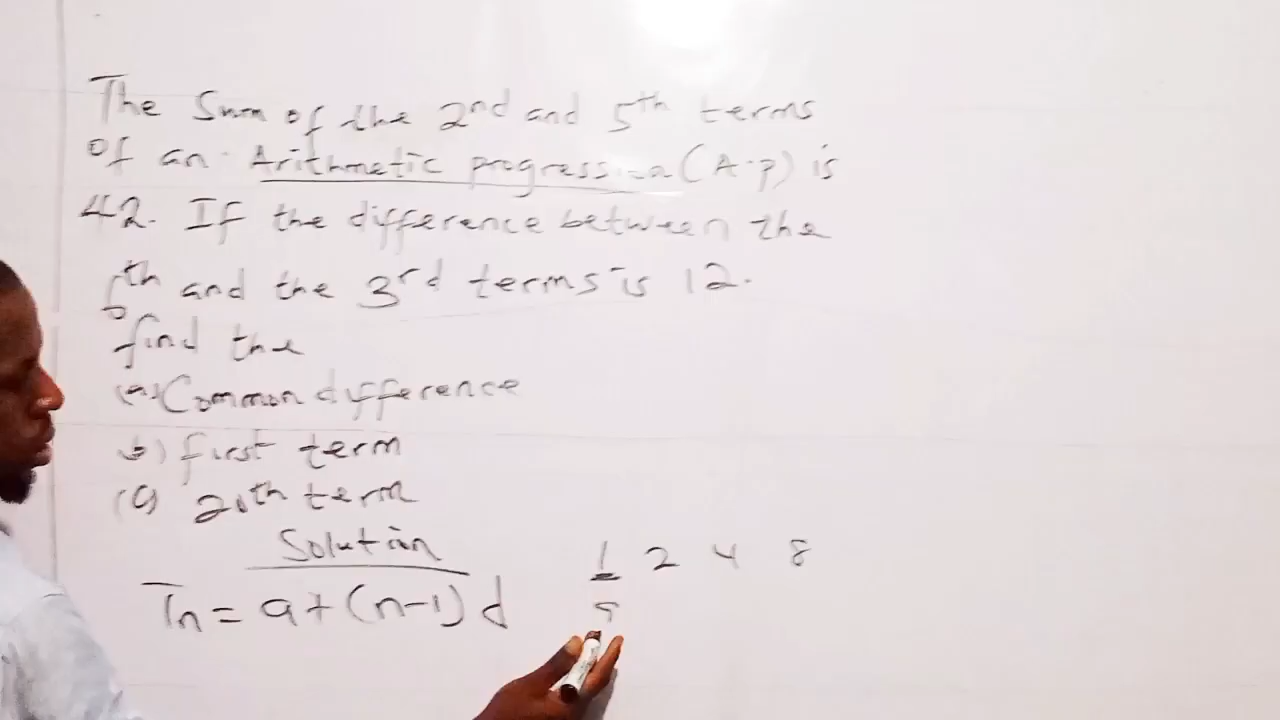 The Sum of the 2nd and 5th terms
of an Arithmetic progression (A.p) is
42. If the difference between the
6th and the 3rd terms is 12.
find the
(a) Common difference
(b) first term
(c) 20th term
Solution
Tn = a + (n-1) d
1 2 4 8
a